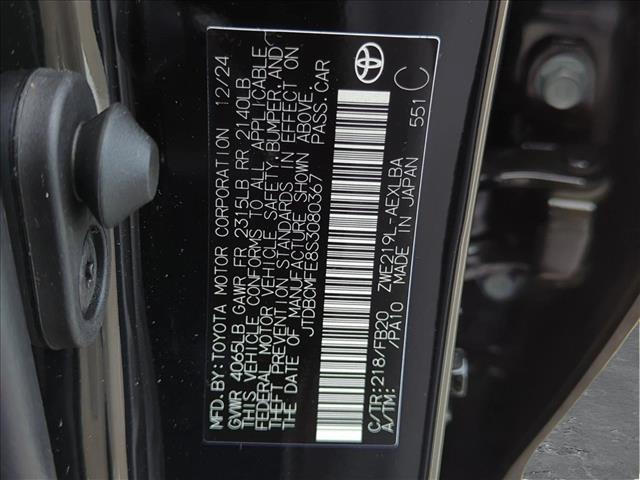 MFD. BY: TOYOTA MOTOR CORPORATION 12/24
GVWR 4065LB GAWR FR 2315LB RR 2140LB
THIS VEHICLE CONFORMS TO ALL APPLICABLE
FEDERAL MOTOR VEHICLE SAFETY, BUMPER, AND
THEFT PREVENTION STANDARDS IN EFFECT ON
THE DATE OF MANUFACTURE SHOWN ABOVE.
JTDBCMFE8S3080367 PASS. CAR
C/TR:218/FB20 ZWE219L-AEXLBA
A/TM: /PA10 MADE IN JAPAN 551
C